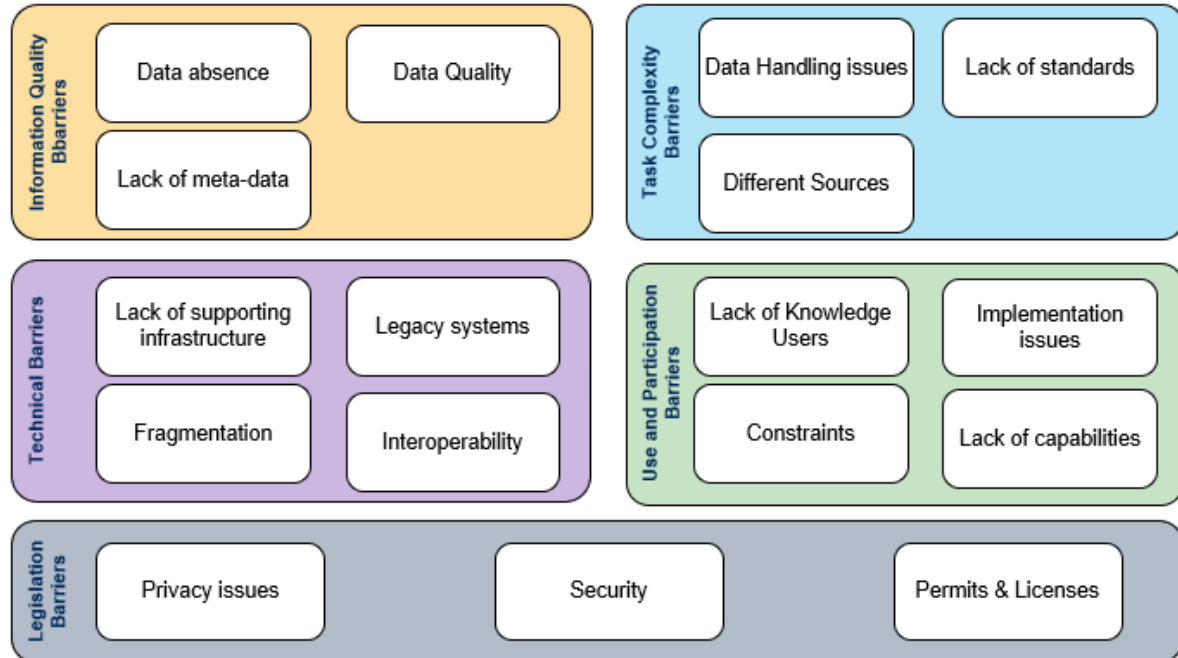 Information Quality
Bbarriers
Data absence
Data Quality
Lack of meta-data
Task Complexity
Barriers
Data Handling issues
Lack of standards
Different Sources
Technical Barriers
Lack of supporting
infrastructure
Legacy systems
Fragmentation
Interoperability
Use and Participation
Barriers
Lack of Knowledge
Users
Implementation
issues
Constraints
Lack of capabilities
Legislation
Barriers
Privacy issues
Security
Permits & Licenses